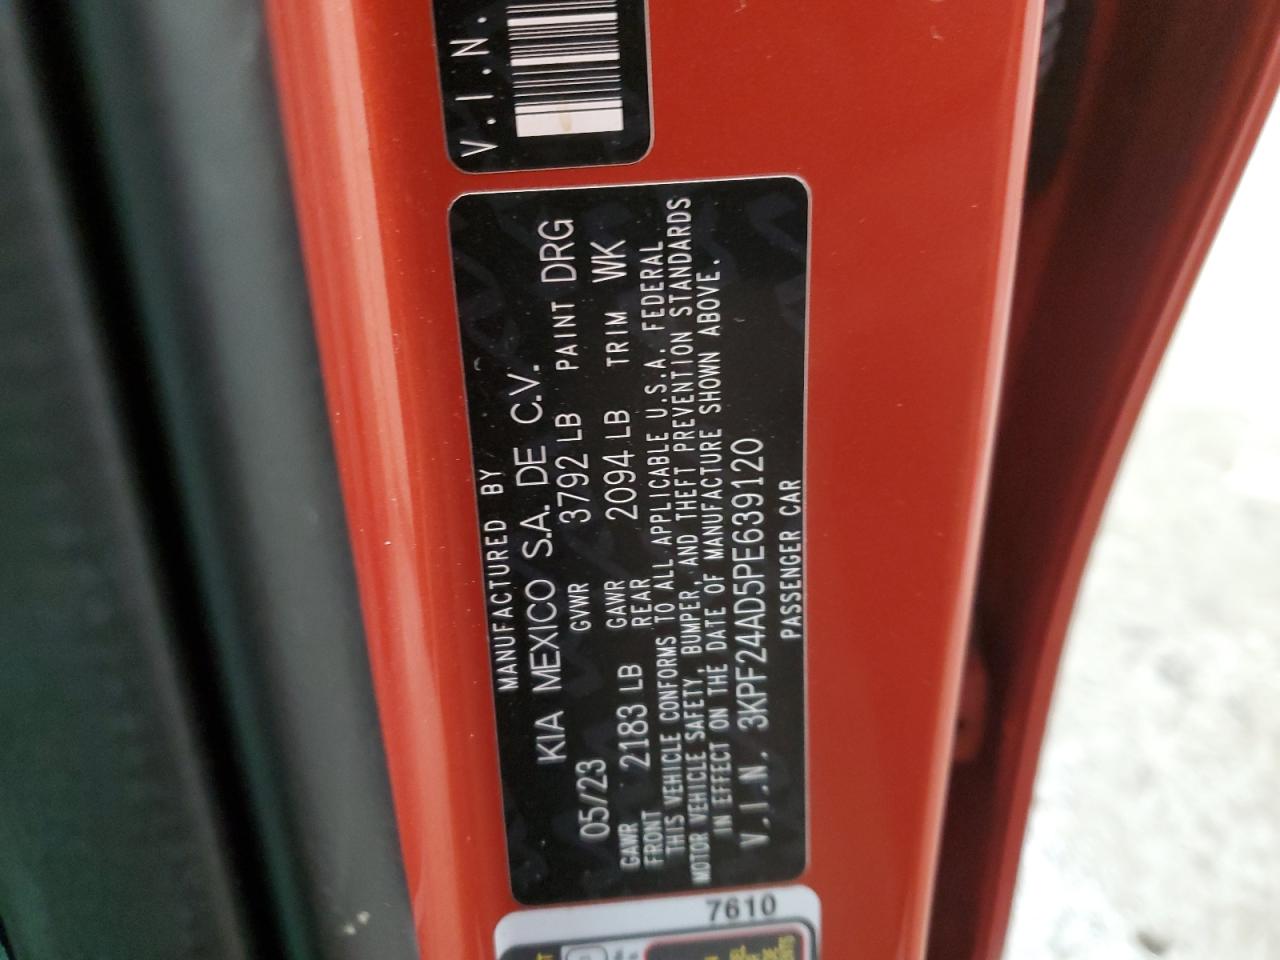 V.I.N.
MANUFACTURED BY
KIA MEXICO S.A. DE C.V.
05/23 GVWR 3792 LB PAINT DRG
GAWR FRONT 2183 LB GAWR REAR 2094 LB TRIM WK
THIS VEHICLE CONFORMS TO ALL APPLICABLE U.S.A. FEDERAL
MOTOR VEHICLE SAFETY, BUMPER, AND THEFT PREVENTION STANDARDS
IN EFFECT ON THE DATE OF MANUFACTURE SHOWN ABOVE.
V.I.N. 3KPF24AD5PE639120
PASSENGER CAR
7610